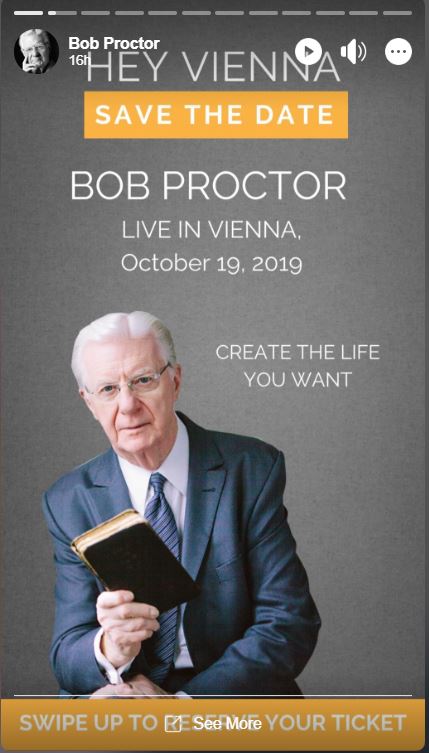 Bob Proctor
16h
HEY VIENNA
SAVE THE DATE
BOB PROCTOR
LIVE IN VIENNA,
October 19, 2019
CREATE THE LIFE
YOU WANT
SWIPE UP TO RESERVE YOUR TICKET
See More